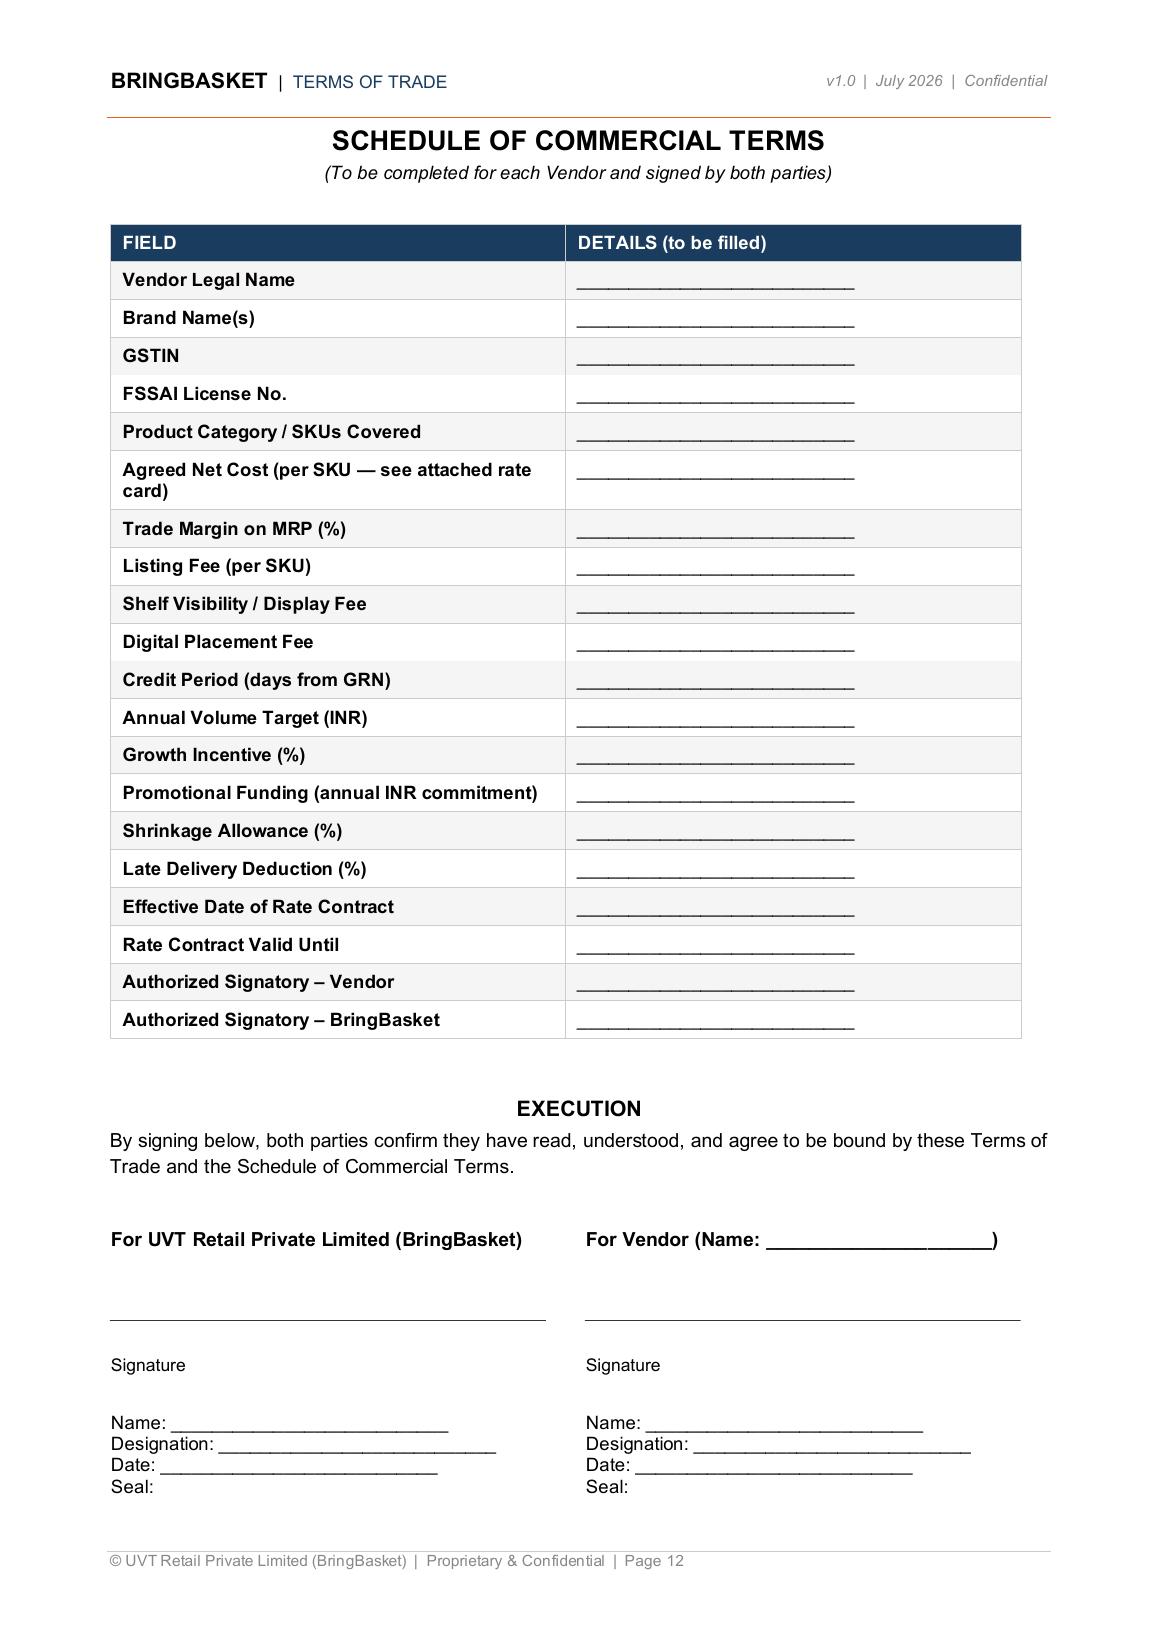 BRINGBASKET | TERMS OF TRADE
v1.0 | July 2026 | Confidential
SCHEDULE OF COMMERCIAL TERMS
(To be completed for each Vendor and signed by both parties)
FIELD DETAILS (to be filled)
Vendor Legal Name ___________________________
Brand Name(s) ___________________________
GSTIN ___________________________
FSSAI License No. ___________________________
Product Category / SKUs Covered ___________________________
Agreed Net Cost (per SKU — see attached rate ___________________________
card)
Trade Margin on MRP (%) ___________________________
Listing Fee (per SKU) ___________________________
Shelf Visibility / Display Fee ___________________________
Digital Placement Fee ___________________________
Credit Period (days from GRN) ___________________________
Annual Volume Target (INR) ___________________________
Growth Incentive (%) ___________________________
Promotional Funding (annual INR commitment) ___________________________
Shrinkage Allowance (%) ___________________________
Late Delivery Deduction (%) ___________________________
Effective Date of Rate Contract ___________________________
Rate Contract Valid Until ___________________________
Authorized Signatory – Vendor ___________________________
Authorized Signatory – BringBasket ___________________________
EXECUTION
By signing below, both parties confirm they have read, understood, and agree to be bound by these Terms of
Trade and the Schedule of Commercial Terms.
For UVT Retail Private Limited (BringBasket)
For Vendor (Name: ______________________)
Signature
Signature
Name: ___________________________
Designation: ___________________________
Date: ___________________________
Seal:
Name: ___________________________
Designation: ___________________________
Date: ___________________________
Seal:
© UVT Retail Private Limited (BringBasket) | Proprietary & Confidential | Page 12